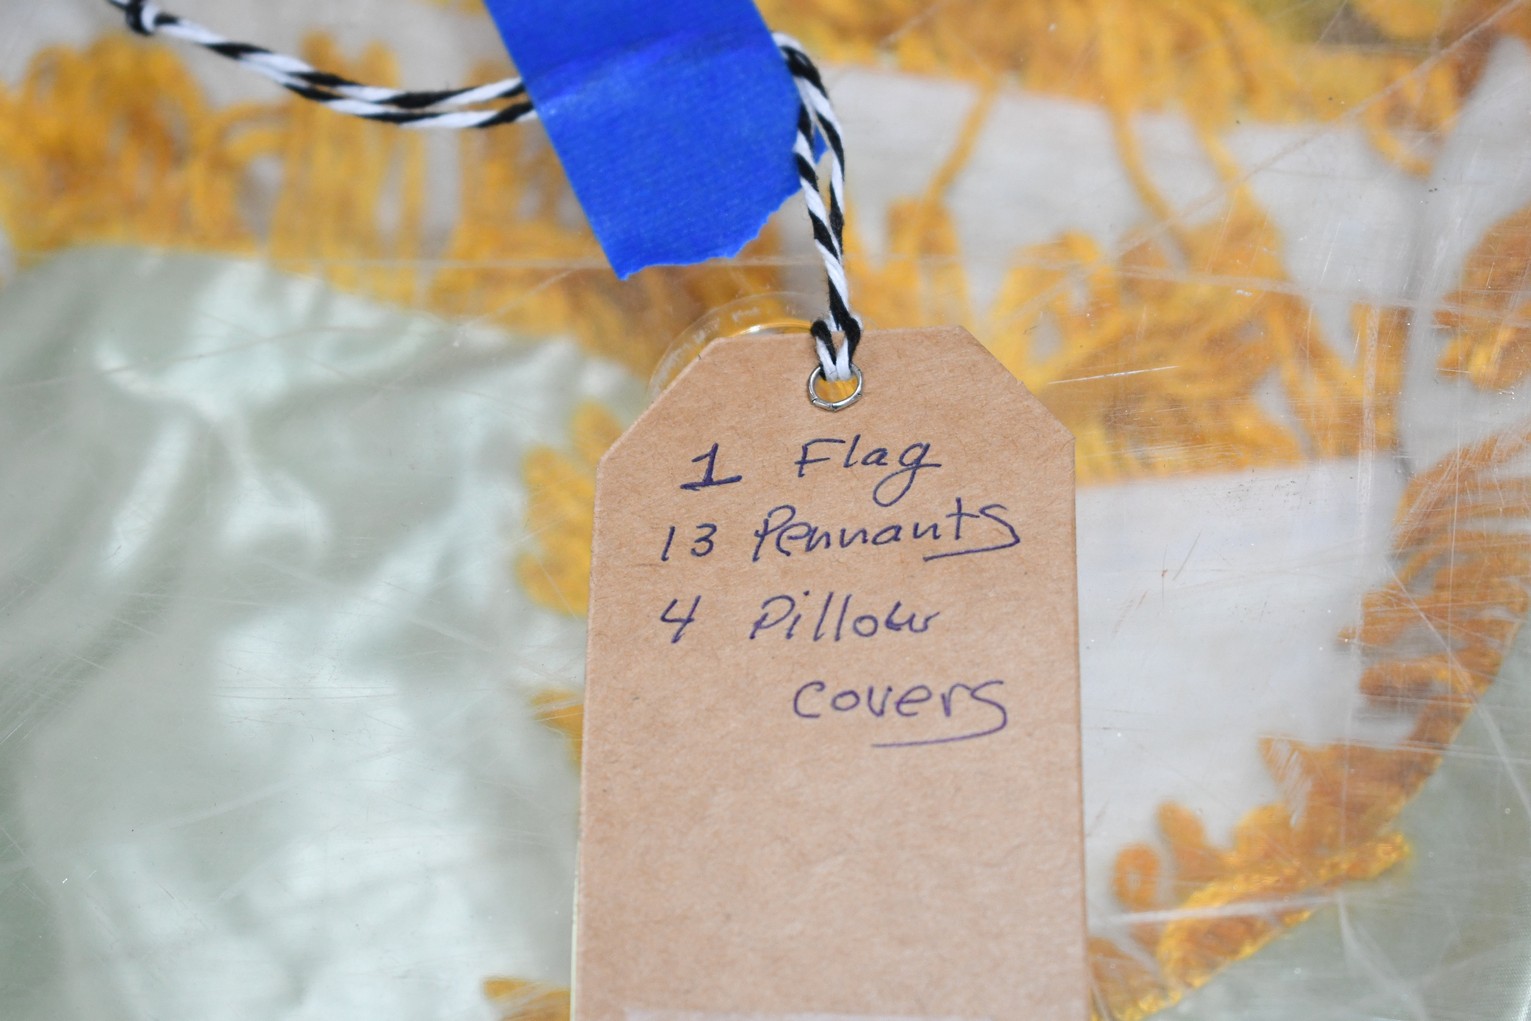 1 Flag
13 Pennants
4 Pillow
covers